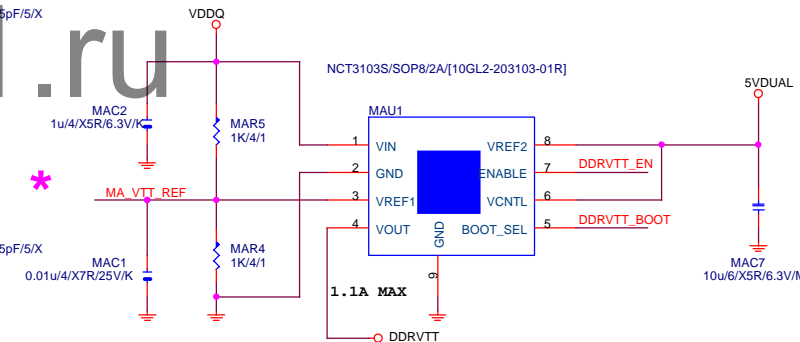 5pF/5/X
VDDQ
1.ru
NCT3103S/SOP8/2A/[10GL2-203103-01R]
5VDUAL
MAC2
1u/4/X5R/6.3V/K
MAR5
1K/4/1
MAU1
1 VIN VREF2 8
2 GND ENABLE 7 DDRVTT_EN
*
MA_VTT_REF 3 VREF1 VCNTL 6
4 VOUT BOOT_SEL 5 DDRVTT_BOOT
GND
9
5pF/5/X
MAC1
0.01u/4/X7R/25V/K
MAR4
1K/4/1
MAC7
10u/6/X5R/6.3V/M
1.1A MAX
DDRVTT